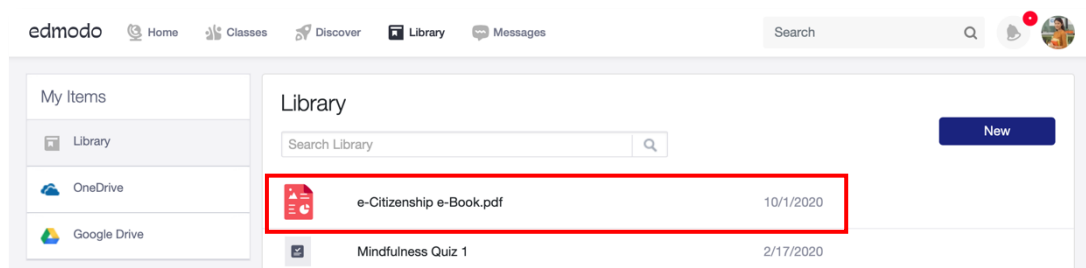 edmodo Home Classes Discover Library Messages Search
My Items
Library
OneDrive
Google Drive
Library
Search Library
New
e-Citizenship e-Book.pdf 10/1/2020
Mindfulness Quiz 1 2/17/2020